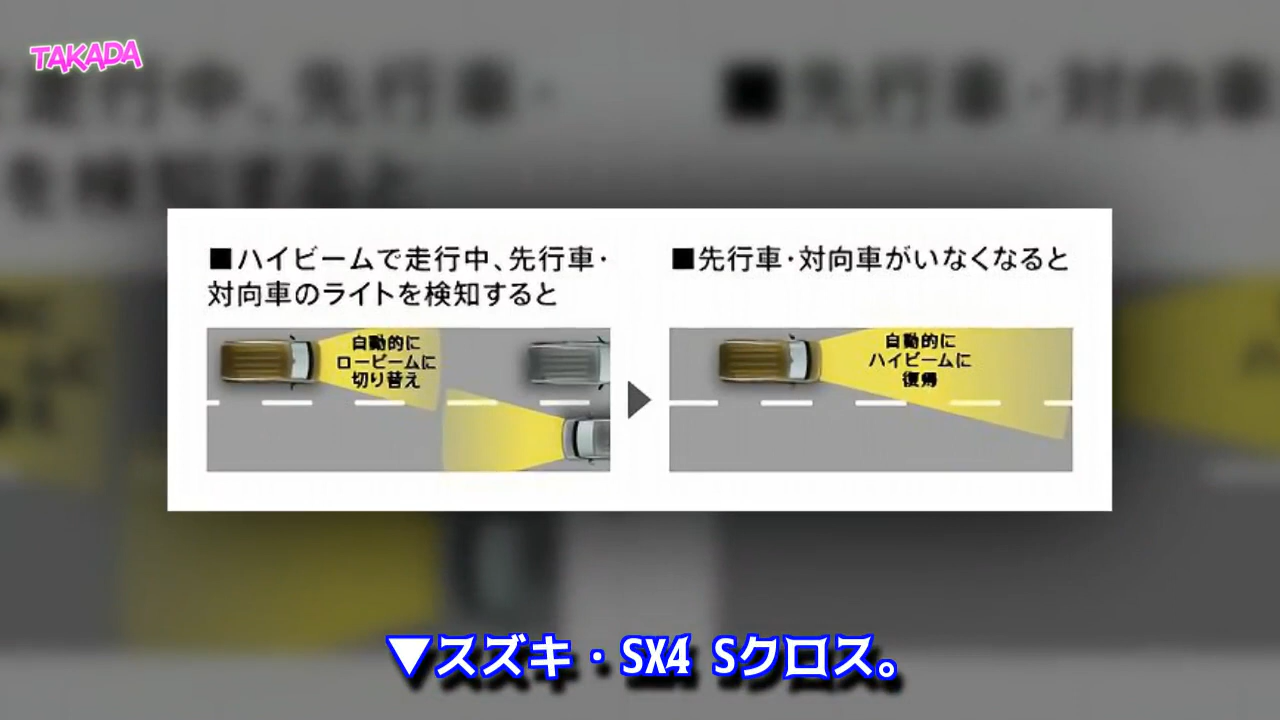 TAKADA
■ハイビームで走行中、先行車・
対向車のライトを検知すると
自動的に
ロービームに
切り替え
■先行車・対向車がいなくなると
自動的に
ハイビームに
復帰
▼スズキ・SX4 Sクロス。